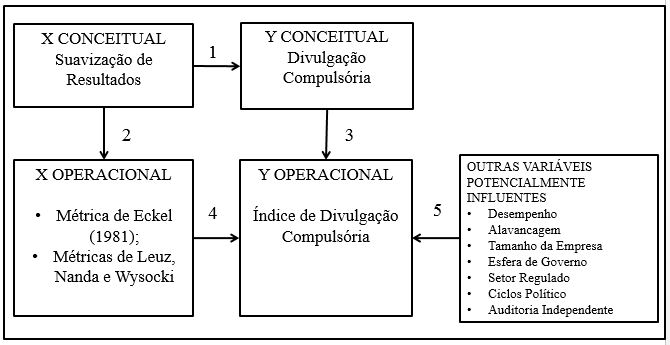 X CONCEITUAL
Suavização de
Resultados
1
Y CONCEITUAL
Divulgação
Compulsória
2
3
X OPERACIONAL
• Métrica de Eckel
(1981);
• Métricas de Leuz,
Nanda e Wysocki
4
Y OPERACIONAL
Índice de Divulgação
Compulsória
5
OUTRAS VARIÁVEIS
POTENCIALMENTE
INFLUENTES
• Desempenho
• Alavancagem
• Tamanho da Empresa
• Esfera de Governo
• Setor Regulado
• Ciclos Político
• Auditoria Independente